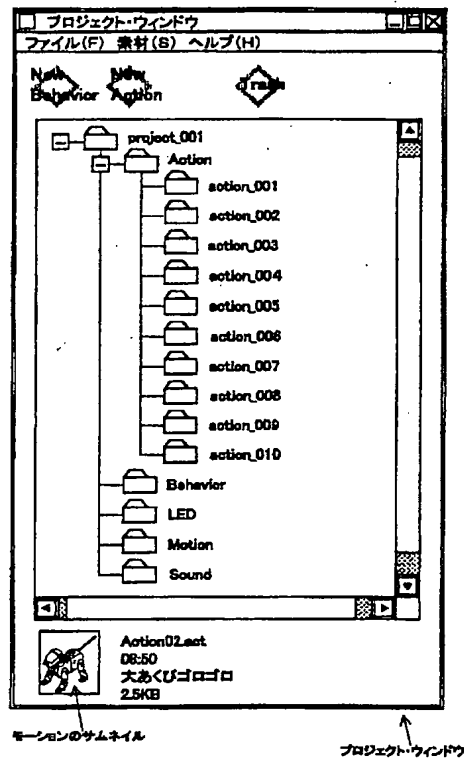 プロジェクト・ウィンドウ
ファイル(F) 素材(S) ヘルプ(H)
New Behavior
New Action
Trash
project_001
Action
action_001
action_002
action_003
action_004
action_005
action_006
action_007
action_008
action_009
action_010
Behavior
LED
Motion
Sound
Action02.act
06:50
大あくびゴロゴロ
2.5KB
モーションのサムネイル
プロジェクト・ウィンドウ